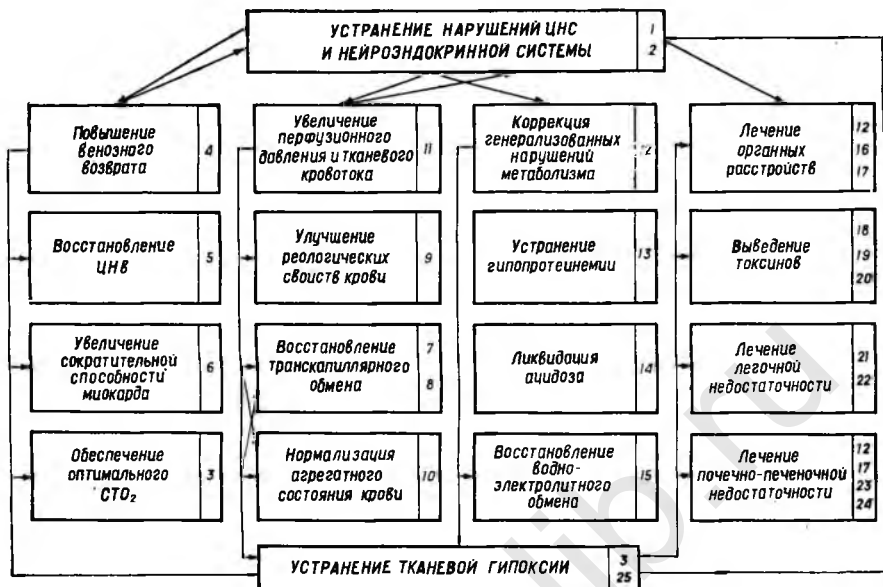 УСТРАНЕНИЕ НАРУШЕНИЙ ЦНС
И НЕЙРОЭНДОКРИННОЙ СИСТЕМЫ
1
2
Повышение
венозного
возврата
4
Увеличение
перфузионного
давления и тканевого
кровотока
11
Коррекция
генерализованных
нарушений
метаболизма
12
Лечение
органных
расстройств
12
16
17
Восстановление
ЦНВ
5
Улучшение
реологических
свойств крови
9
Устранение
гипопротеинемии
13
Выведение
токсинов
18
19
20
Увеличение
сократительной
способности
миокарда
6
Восстановление
транскапиллярного
обмена
7
8
Ликвидация
ацидоза
14
Лечение
легочной
недостаточности
21
22
Обеспечение
оптимального
СТО₂
3
Нормализация
агрегатного
состояния крови
10
Восстановление
водно-
электролитного
обмена
15
Лечение
почечно-печеночной
недостаточности
12
17
23
24
УСТРАНЕНИЕ ТКАНЕВОЙ ГИПОКСИИ
3
25
lib.ru